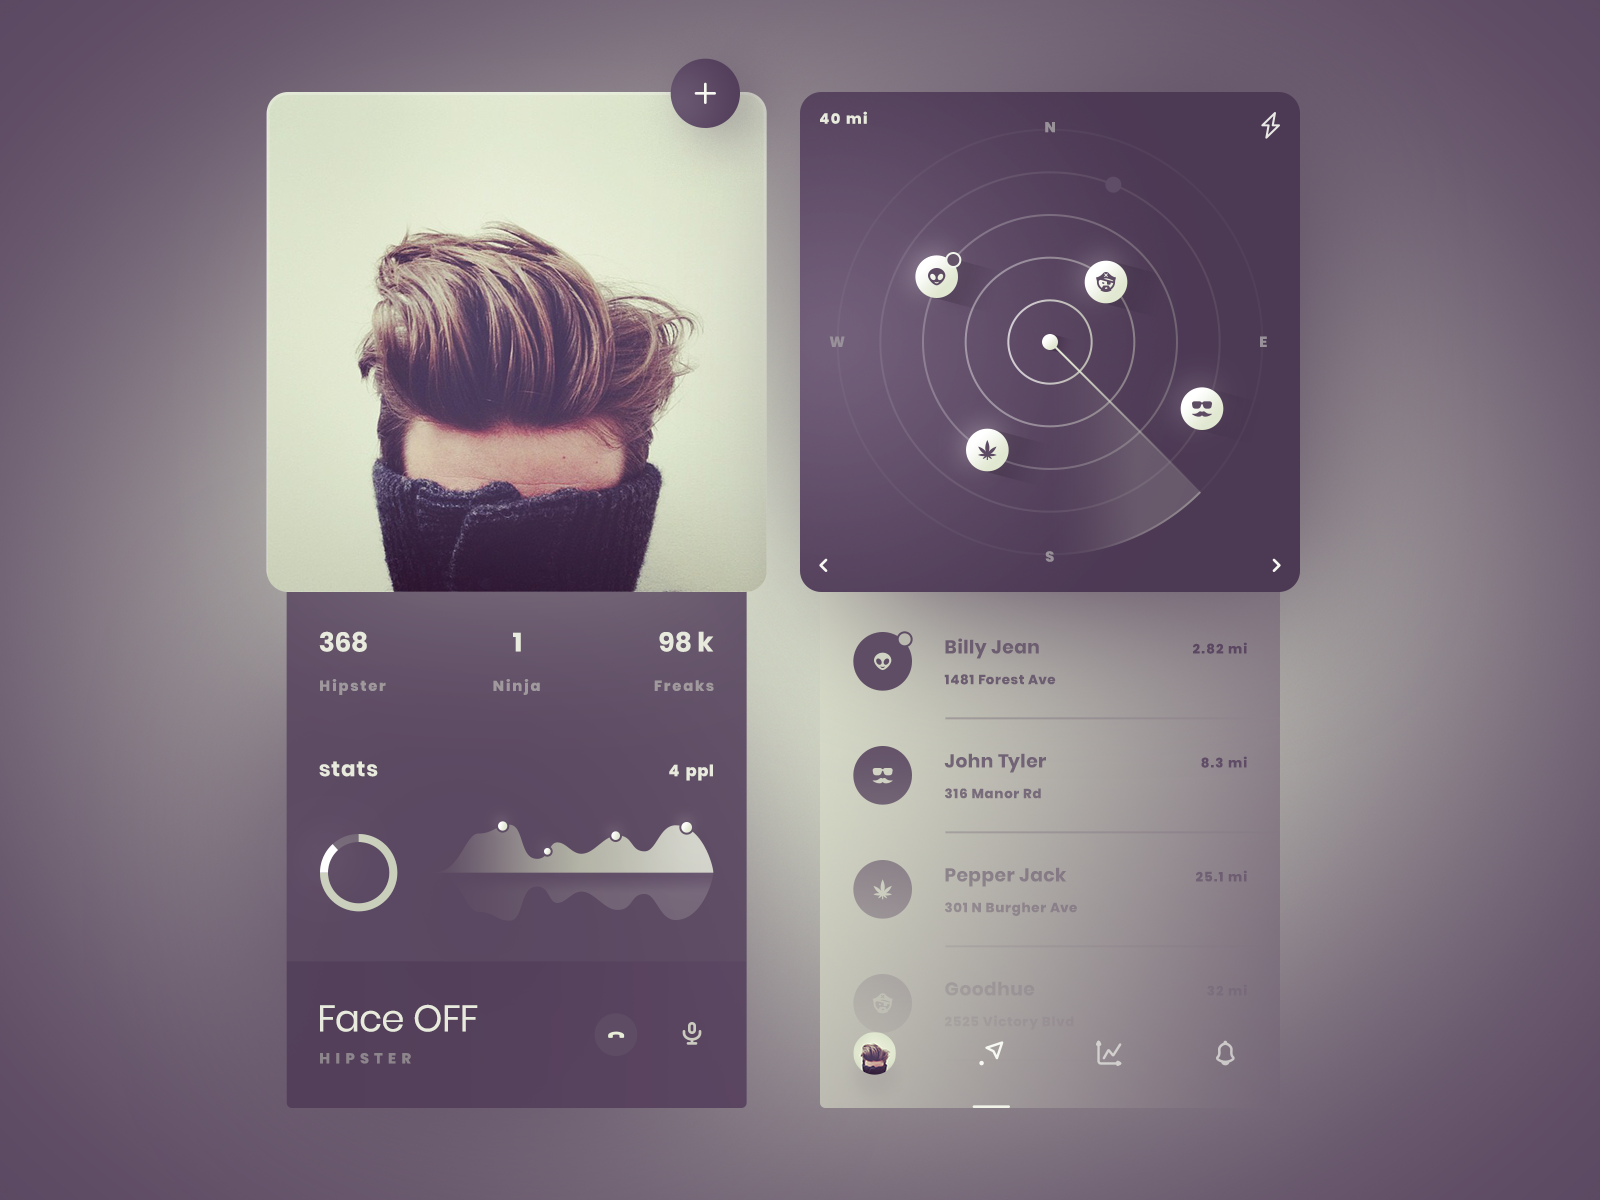 368
1
98 k
Hipster
Ninja
Freaks
stats
4 ppl
Face OFF
HIPSTER
40 mi
N
W
E
S
Billy Jean
2.82 mi
1481 Forest Ave
John Tyler
8.3 mi
316 Manor Rd
Pepper Jack
25.1 mi
301 N Burgher Ave
Goodhue
32 mi
2525 Victory Blvd